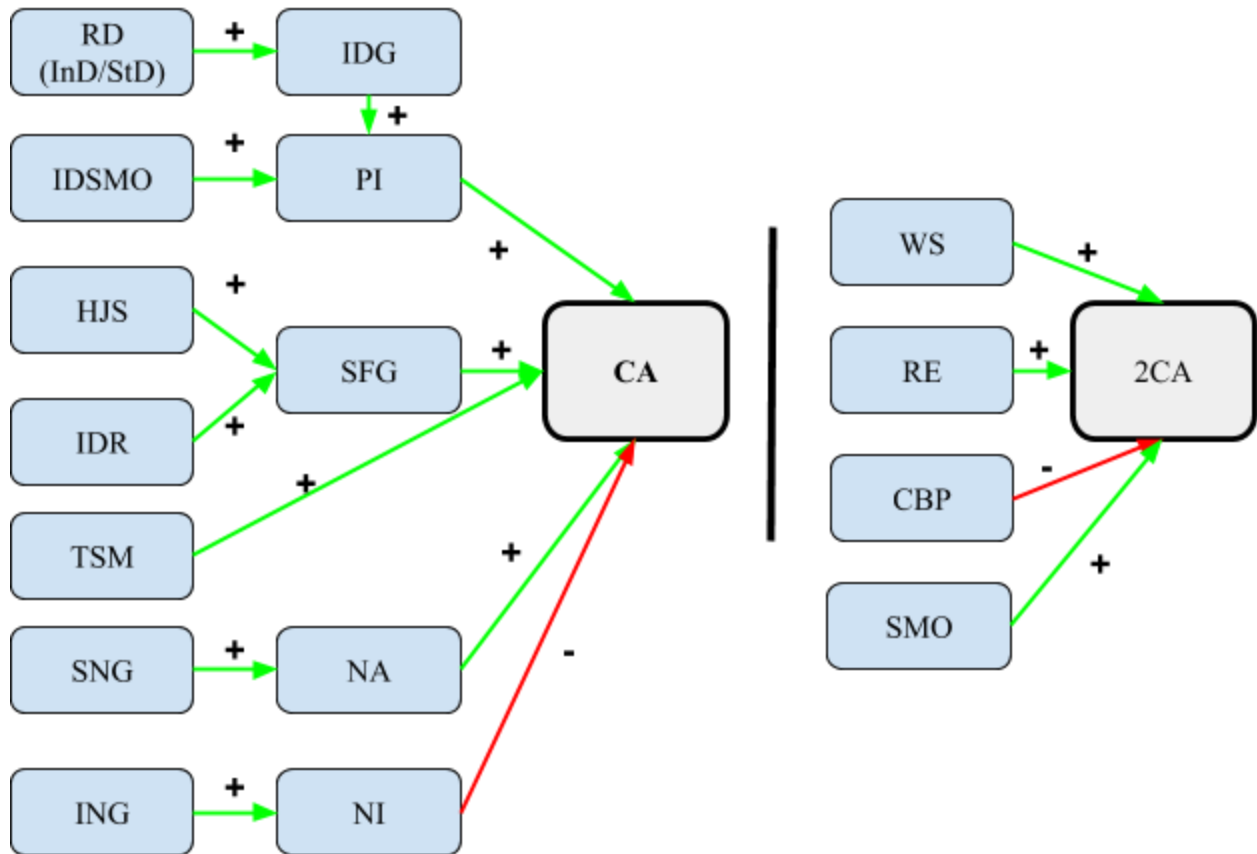 RD
(InD/StD)
+
IDG
+
IDSMO
+
PI
+
HJS
+
SFG
+
IDR
+
TSM
+
CA
SNG
+
NA
+
ING
+
NI
-
WS
+
RE
+
2CA
CBP
-
SMO
+